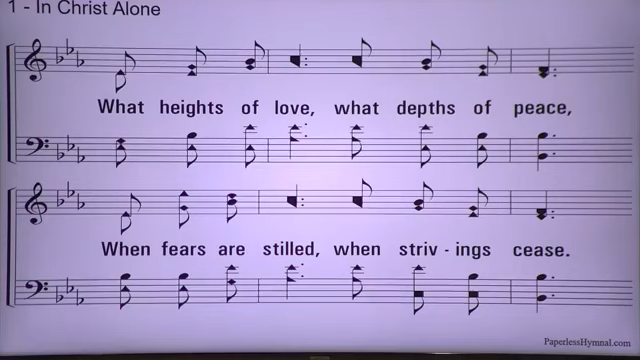 1 - In Christ Alone
What heights of love, what depths of peace,
When fears are stilled, when striv - ings cease.
PaperlessHymnal.com